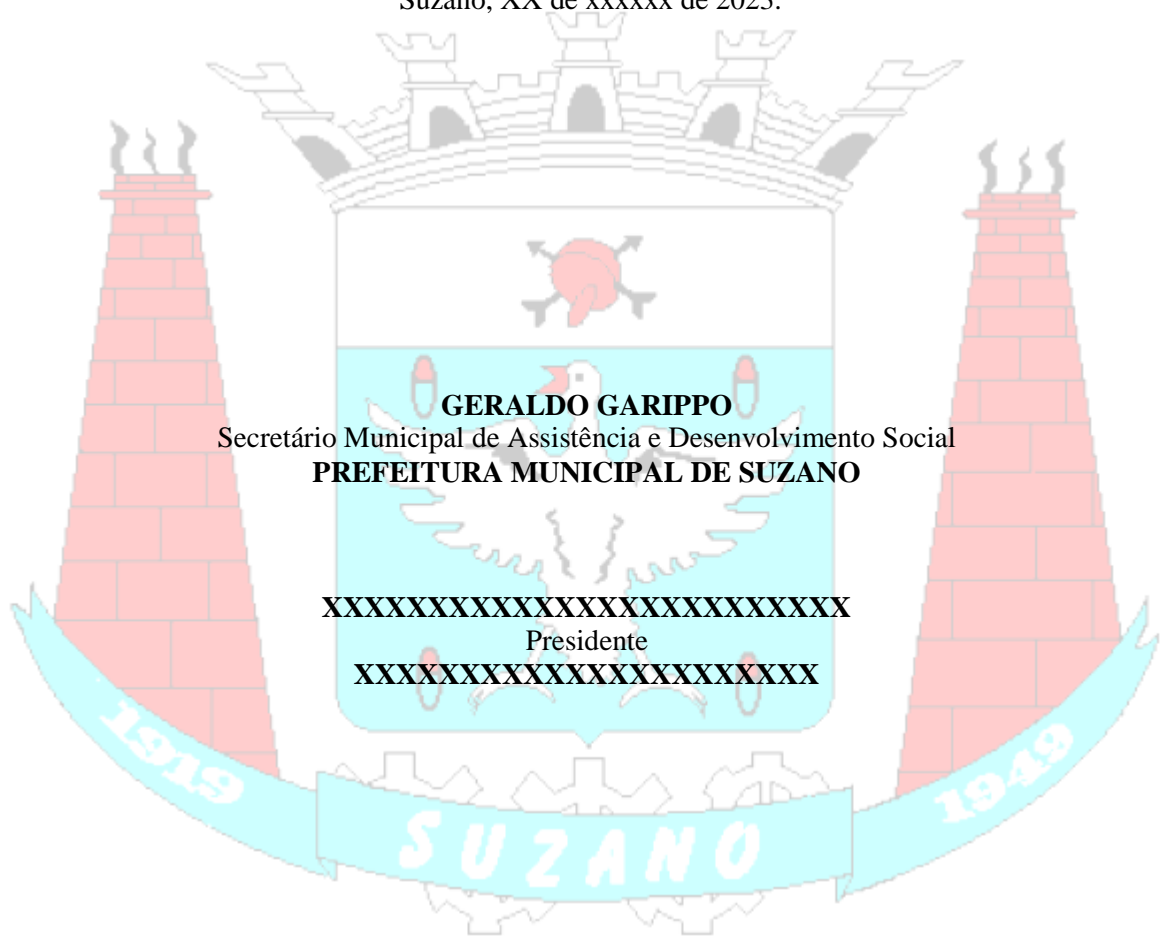 Suzano, XX de xxxxxx de 2023.
GERALDO GARIPPO
Secretário Municipal de Assistência e Desenvolvimento Social
PREFEITURA MUNICIPAL DE SUZANO
XXXXXXXXXXXXXXXXXXXXXXXXX
Presidente
XXXXXXXXXXXXXXXXXXXXXX
1919
SUZANO
1949